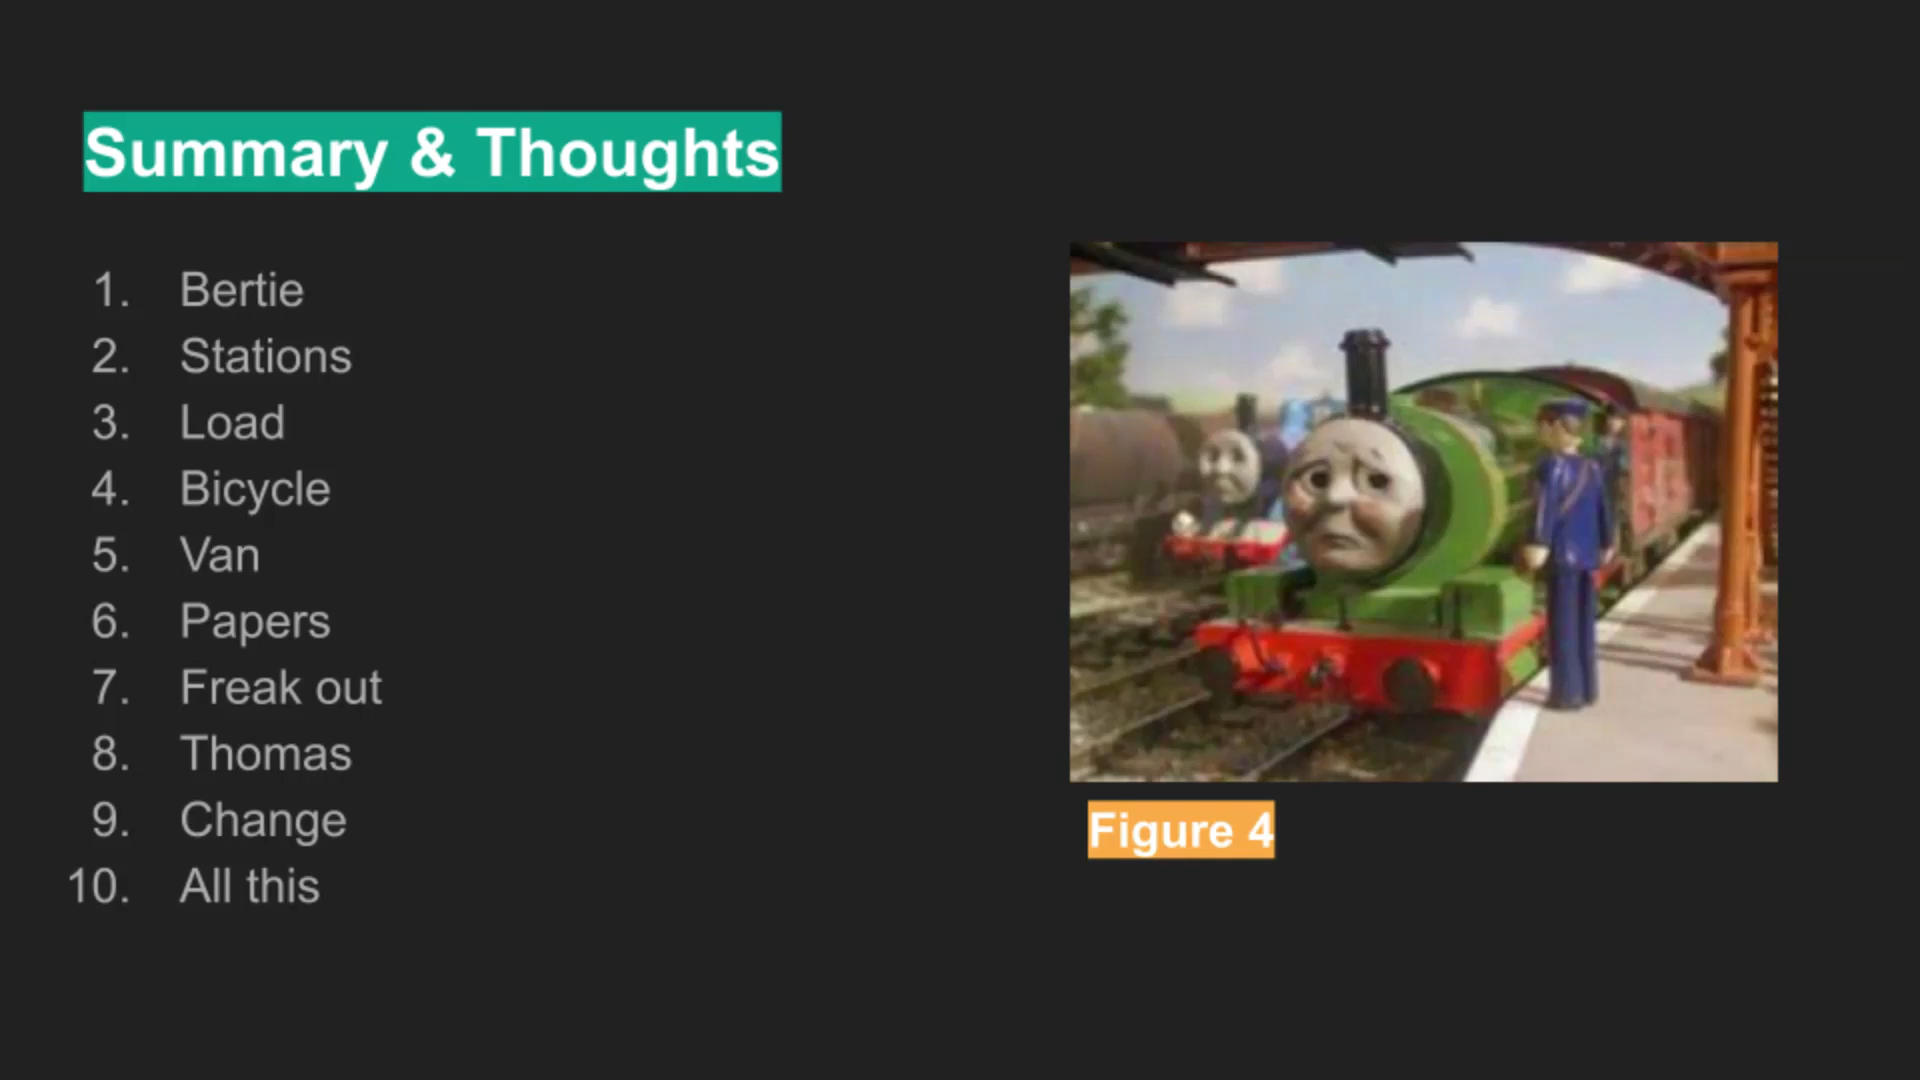 Summary & Thoughts
1. Bertie
2. Stations
3. Load
4. Bicycle
5. Van
6. Papers
7. Freak out
8. Thomas
9. Change
10. All this
Figure 4